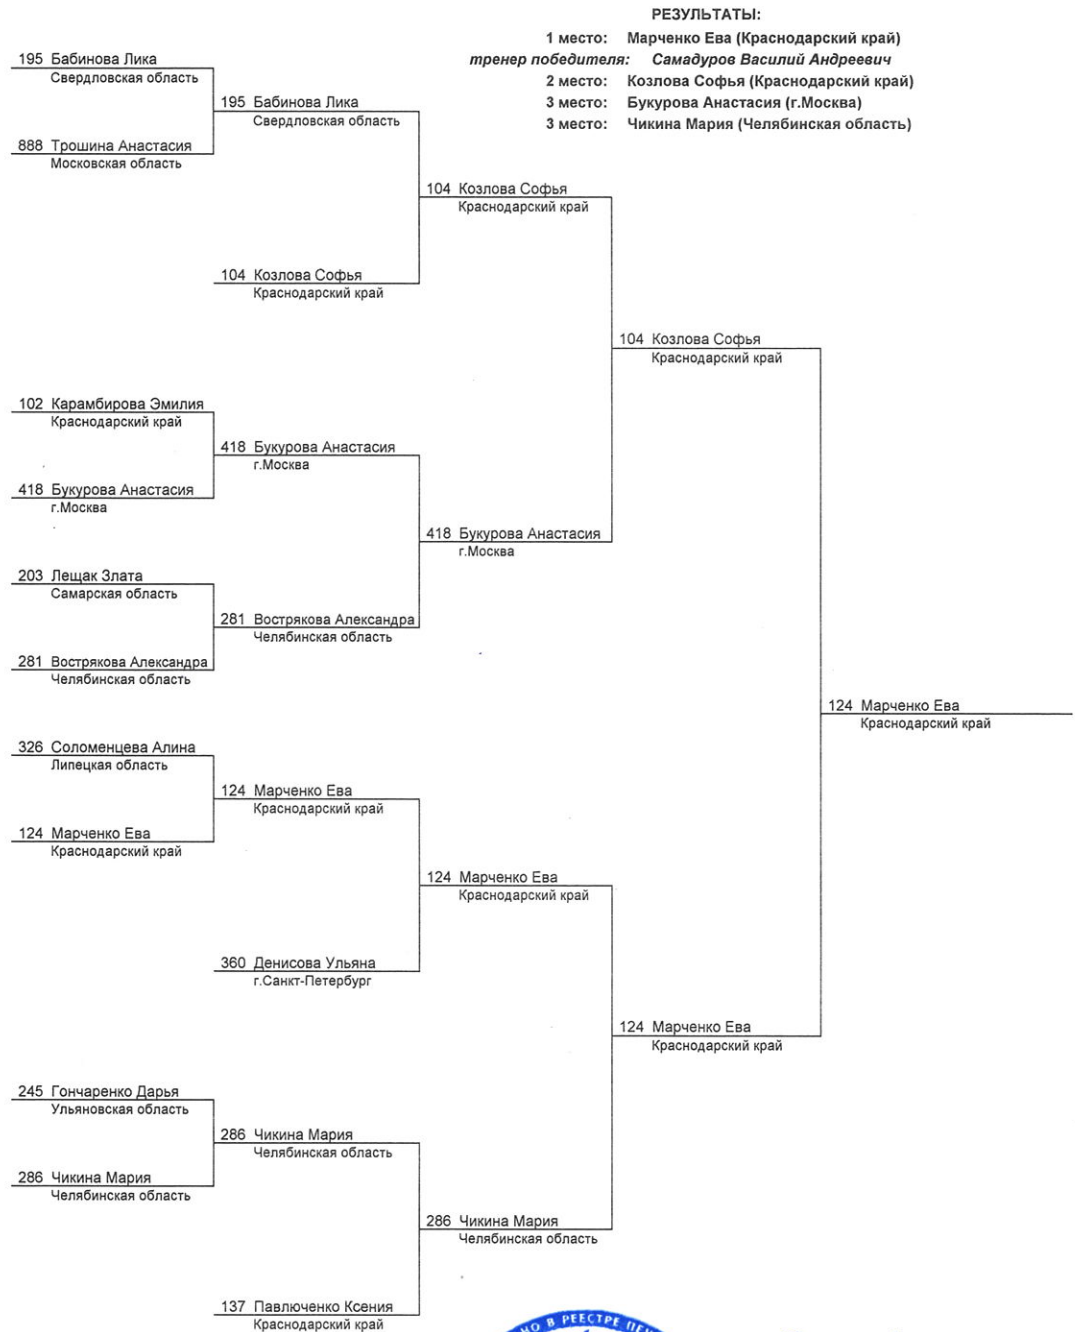 РЕЗУЛЬТАТЫ:
1 место: Марченко Ева (Краснодарский край)
тренер победителя: Самадуров Василий Андреевич
2 место: Козлова Софья (Краснодарский край)
3 место: Букурова Анастасия (г.Москва)
3 место: Чикина Мария (Челябинская область)
195 Бабинова Лика
Свердловская область
195 Бабинова Лика
Свердловская область
888 Трошина Анастасия
Московская область
104 Козлова Софья
Краснодарский край
104 Козлова Софья
Краснодарский край
104 Козлова Софья
Краснодарский край
102 Карамбирова Эмилия
Краснодарский край
418 Букурова Анастасия
г.Москва
418 Букурова Анастасия
г.Москва
418 Букурова Анастасия
г.Москва
203 Лещак Злата
Самарская область
281 Вострякова Александра
Челябинская область
281 Вострякова Александра
Челябинская область
124 Марченко Ева
Краснодарский край
326 Соломенцева Алина
Липецкая область
124 Марченко Ева
Краснодарский край
124 Марченко Ева
Краснодарский край
124 Марченко Ева
Краснодарский край
360 Денисова Ульяна
г.Санкт-Петербург
124 Марченко Ева
Краснодарский край
245 Гончаренко Дарья
Ульяновская область
286 Чикина Мария
Челябинская область
286 Чикина Мария
Челябинская область
286 Чикина Мария
Челябинская область
137 Павлюченко Ксения
Краснодарский край
В РЕЕСТРЕ